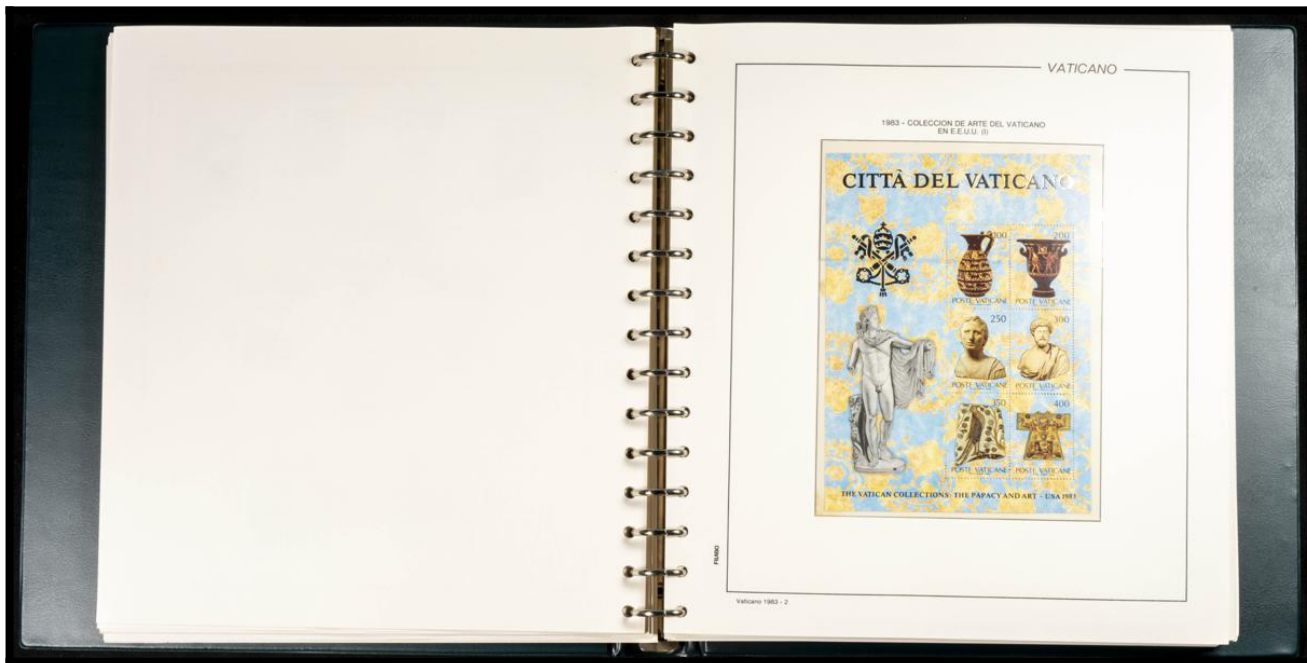 VATICANO
1983 - COLECCION DE ARTE DEL VATICANO
EN E.E.U.U. (I)
CITTÀ DEL VATICANO
100
200
POSTE VATICANE
POSTE VATICANE
250
300
POSTE VATICANE
POSTE VATICANE
350
400
POSTE VATICANE
POSTE VATICANE
THE VATICAN COLLECTIONS: THE PAPACY AND ART - USA 1983
FILABO
Vaticano 1983 - 2